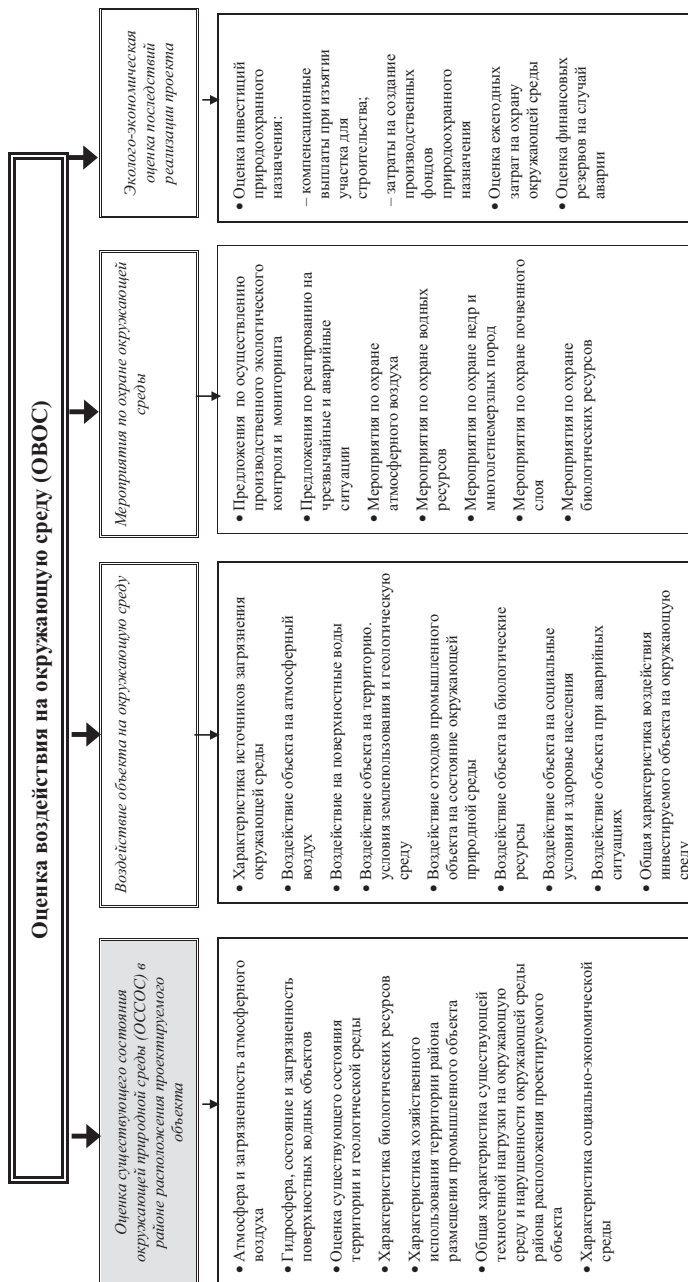 Оценка воздействия на окружающую среду (ОВОС)
Оценка существующего состояния
окружающей природной среды (ОССОС) в
районе расположения проектируемого
объекта
• Атмосфера и загрязненность атмосферного
воздуха
• Гидросфера, состояние и загрязненность
поверхностных водных объектов
• Оценка существующего состояния
территории и геологической среды
• Характеристика биологических ресурсов
• Характеристика хозяйственного
использования территории района
размещения промышленного объекта
• Общая характеристика существующей
техногенной нагрузки на окружающую
среду и нарушенности окружающей среды
района расположения проектируемого
объекта
• Характеристика социально-экономической
среды
Воздействие объекта на окружающую среду
• Характеристика источников загрязнения
окружающей среды
• Воздействие объекта на атмосферный
воздух
• Воздействие на поверхностные воды
• Воздействие объекта на территорию.
условия землепользования и геологическую
среду
• Воздействие отходов промышленного
объекта на состояние окружающей
природной среды
• Воздействие объекта на биологические
ресурсы
• Воздействие объекта на социальные
условия и здоровье населения
• Воздействие объекта при аварийных
ситуациях
• Общая характеристика воздействия
инвестируемого объекта на окружающую
среду
Мероприятия по охране окружающей
среды
• Предложения по осуществлению
производственного экологического
контроля и мониторинга
• Предложения по реагированию на
чрезвычайные и аварийные
ситуации
• Мероприятия по охране
атмосферного воздуха
• Мероприятия по охране водных
ресурсов
• Мероприятия по охране недр и
многолетнемерзлых пород
• Мероприятия по охране почвенного
слоя
• Мероприятия по охране
биологических ресурсов
Эколого-экономическая
оценка последствий
реализации проекта
• Оценка инвестиций
природоохранного
назначения:
– компенсационные
выплаты при изъятии
участка для
строительства;
– затраты на создание
производственных
фондов
природоохранного
назначения
• Оценка ежегодных
затрат на охрану
окружающей среды
• Оценка финансовых
резервов на случай
аварии